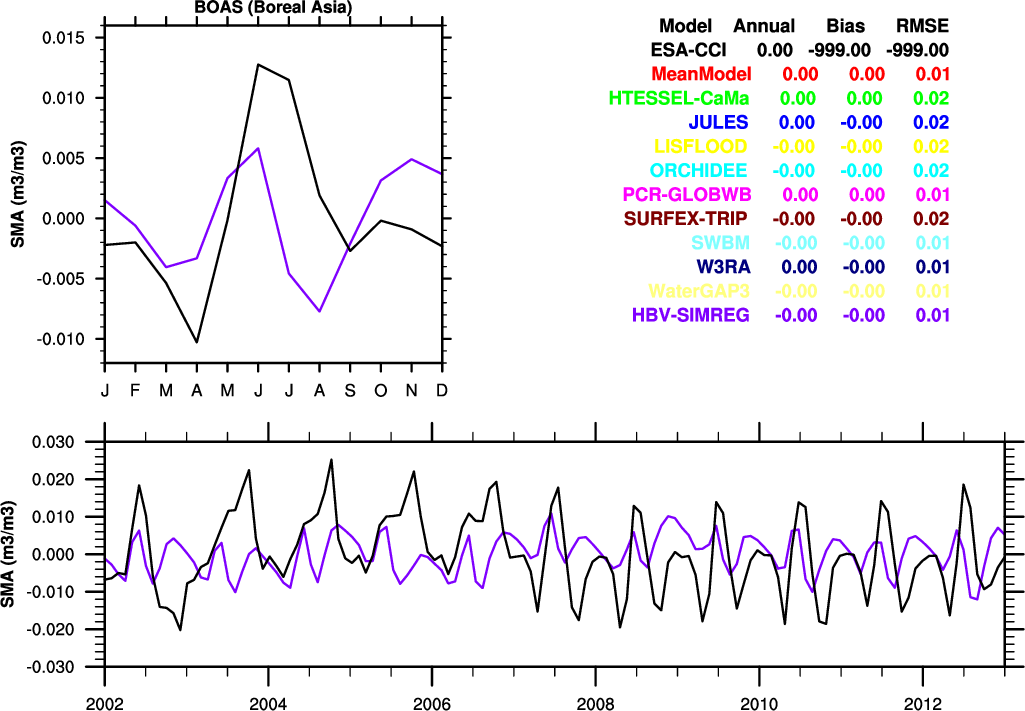 BOAS (Boreal Asia)
0.015
0.010
0.005
0.000
-0.005
-0.010
SMA (m3/m3)
J F M A M J J A S O N D
Model Annual Bias RMSE
ESA-CCI 0.00 -999.00 -999.00
MeanModel 0.00 0.00 0.01
HTESSEL-CaMa 0.00 0.00 0.02
JULES 0.00 -0.00 0.02
LISFLOOD -0.00 -0.00 0.02
ORCHIDEE -0.00 -0.00 0.02
PCR-GLOBWB 0.00 0.00 0.01
SURFEX-TRIP -0.00 -0.00 0.02
SWBM -0.00 -0.00 0.01
W3RA 0.00 -0.00 0.01
WaterGAP3 -0.00 -0.00 0.01
HBV-SIMREG -0.00 -0.00 0.01
0.030
0.020
0.010
0.000
-0.010
-0.020
-0.030
SMA (m3/m3)
2002 2004 2006 2008 2010 2012